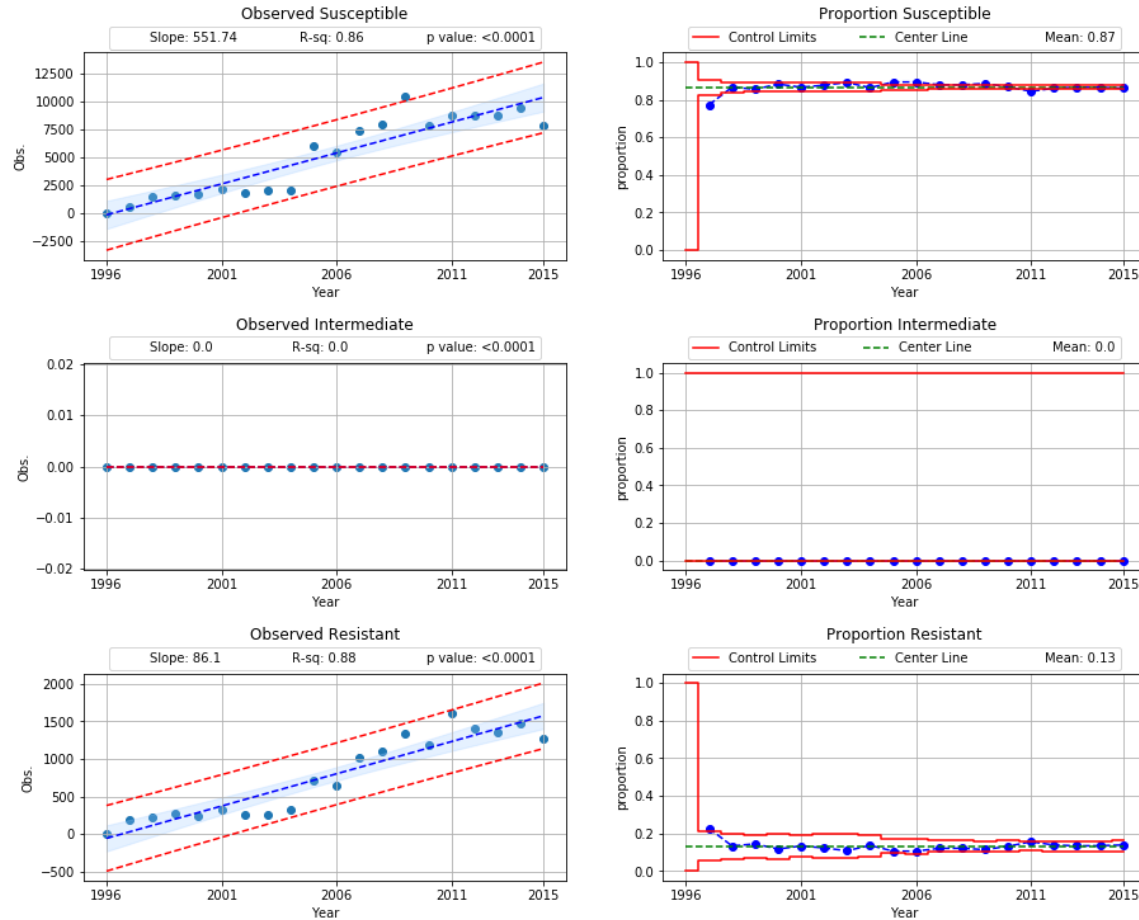 Observed Susceptible
Slope: 551.74 R-sq: 0.86 p value: <0.0001
12500
10000
7500
5000
2500
0
−2500
Obs.
1996 2001 2006 2011 2015
Year
Proportion Susceptible
Control Limits Center Line Mean: 0.87
1.0
0.8
0.6
0.4
0.2
0.0
proportion
1996 2001 2006 2011 2015
Year
Observed Intermediate
Slope: 0.0 R-sq: 0.0 p value: <0.0001
0.02
0.01
0.00
−0.01
−0.02
Obs.
1996 2001 2006 2011 2015
Year
Proportion Intermediate
Control Limits Center Line Mean: 0.0
1.0
0.8
0.6
0.4
0.2
0.0
proportion
1996 2001 2006 2011 2015
Year
Observed Resistant
Slope: 86.1 R-sq: 0.88 p value: <0.0001
2000
1500
1000
500
0
−500
Obs.
1996 2001 2006 2011 2015
Year
Proportion Resistant
Control Limits Center Line Mean: 0.13
1.0
0.8
0.6
0.4
0.2
0.0
proportion
1996 2001 2006 2011 2015
Year